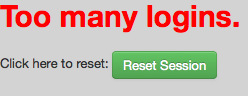 Too many logins.
Click here to reset: Reset Session